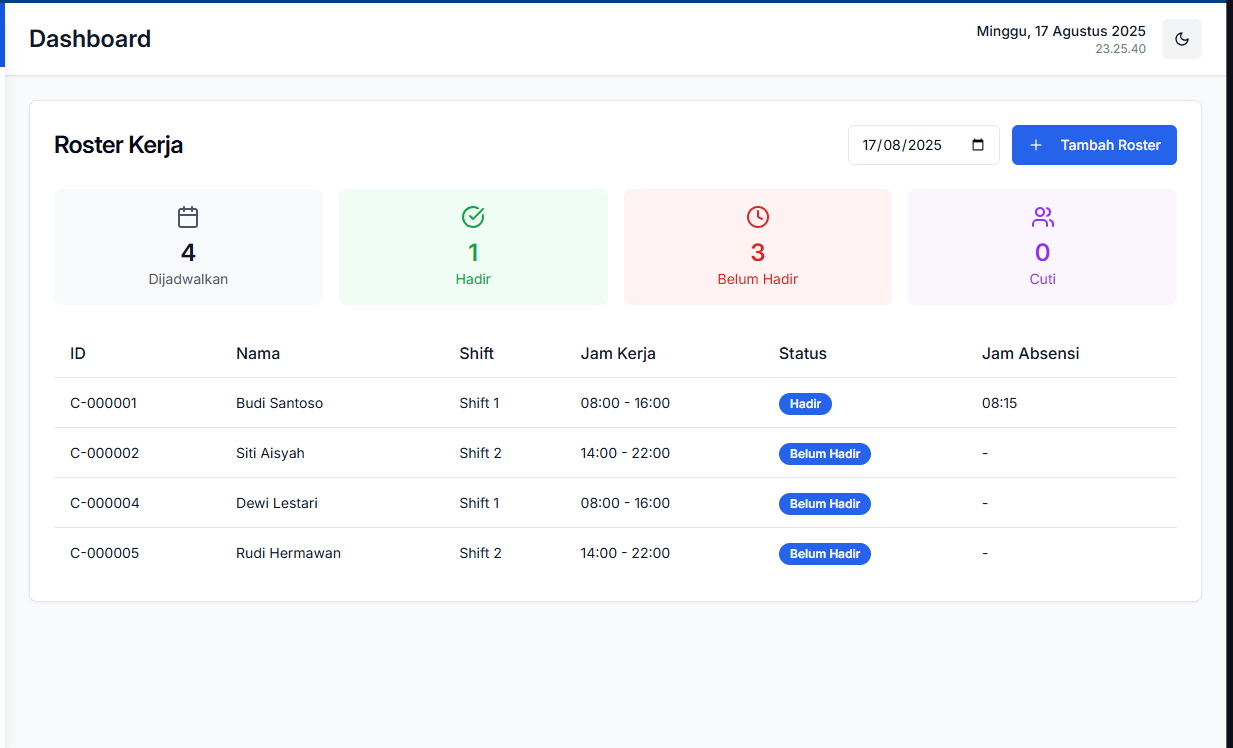 Dashboard
Minggu, 17 Agustus 2025
23.25.40
Roster Kerja
17/08/2025
Tambah Roster
4
Dijadwalkan
1
Hadir
3
Belum Hadir
0
Cuti
ID Nama Shift Jam Kerja Status Jam Absensi
C-000001 Budi Santoso Shift 1 08:00 - 16:00 Hadir 08:15
C-000002 Siti Aisyah Shift 2 14:00 - 22:00 Belum Hadir -
C-000004 Dewi Lestari Shift 1 08:00 - 16:00 Belum Hadir -
C-000005 Rudi Hermawan Shift 2 14:00 - 22:00 Belum Hadir -